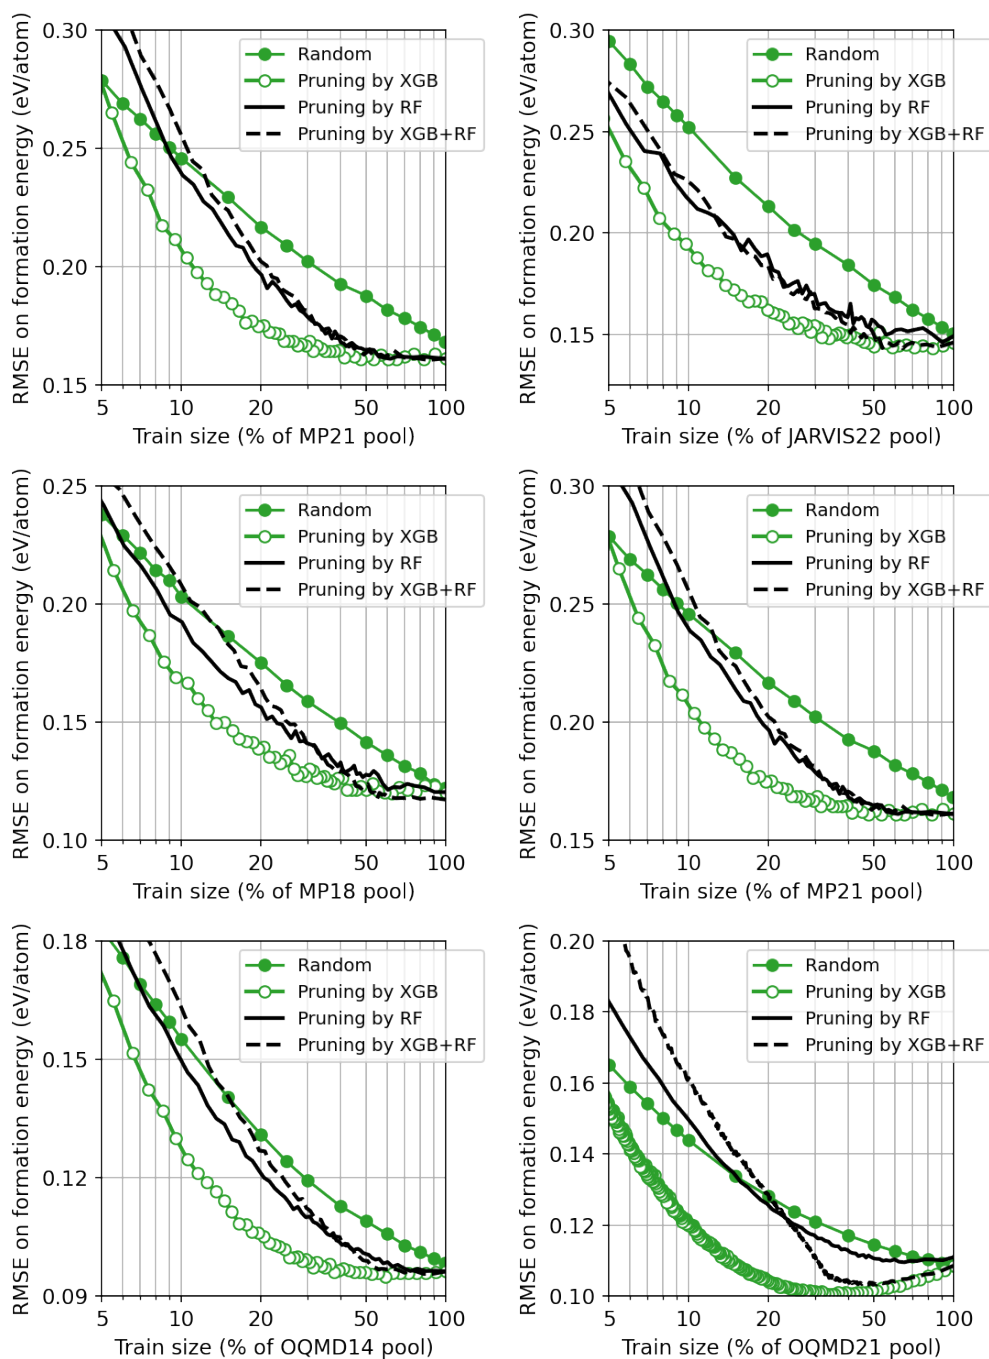 RMSE on formation energy (eV/atom)
0.30
0.25
0.20
0.15
Random
Pruning by XGB
Pruning by RF
Pruning by XGB+RF
5 10 20 50 100
Train size (% of MP21 pool)
RMSE on formation energy (eV/atom)
0.30
0.25
0.20
0.15
Random
Pruning by XGB
Pruning by RF
Pruning by XGB+RF
5 10 20 50 100
Train size (% of JARVIS22 pool)
RMSE on formation energy (eV/atom)
0.25
0.20
0.15
0.10
Random
Pruning by XGB
Pruning by RF
Pruning by XGB+RF
5 10 20 50 100
Train size (% of MP18 pool)
RMSE on formation energy (eV/atom)
0.30
0.25
0.20
0.15
Random
Pruning by XGB
Pruning by RF
Pruning by XGB+RF
5 10 20 50 100
Train size (% of MP21 pool)
RMSE on formation energy (eV/atom)
0.18
0.15
0.12
0.09
Random
Pruning by XGB
Pruning by RF
Pruning by XGB+RF
5 10 20 50 100
Train size (% of OQMD14 pool)
RMSE on formation energy (eV/atom)
0.20
0.18
0.16
0.14
0.12
0.10
Random
Pruning by XGB
Pruning by RF
Pruning by XGB+RF
5 10 20 50 100
Train size (% of OQMD21 pool)